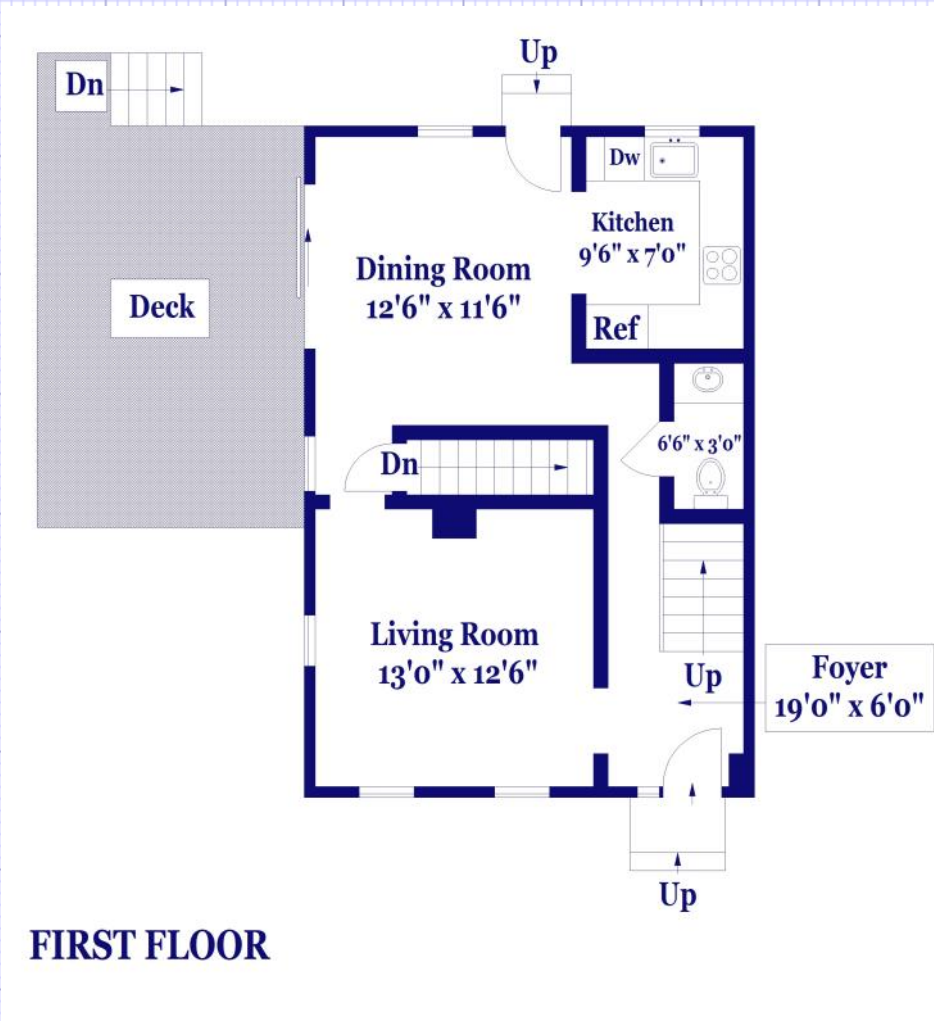 Up
Dn
Dw
Kitchen
9'6" x 7'0"
Dining Room
12'6" x 11'6"
Deck
Ref
6'6" x 3'0"
Dn
Living Room
13'0" x 12'6"
Up
Foyer
19'0" x 6'0"
Up
FIRST FLOOR